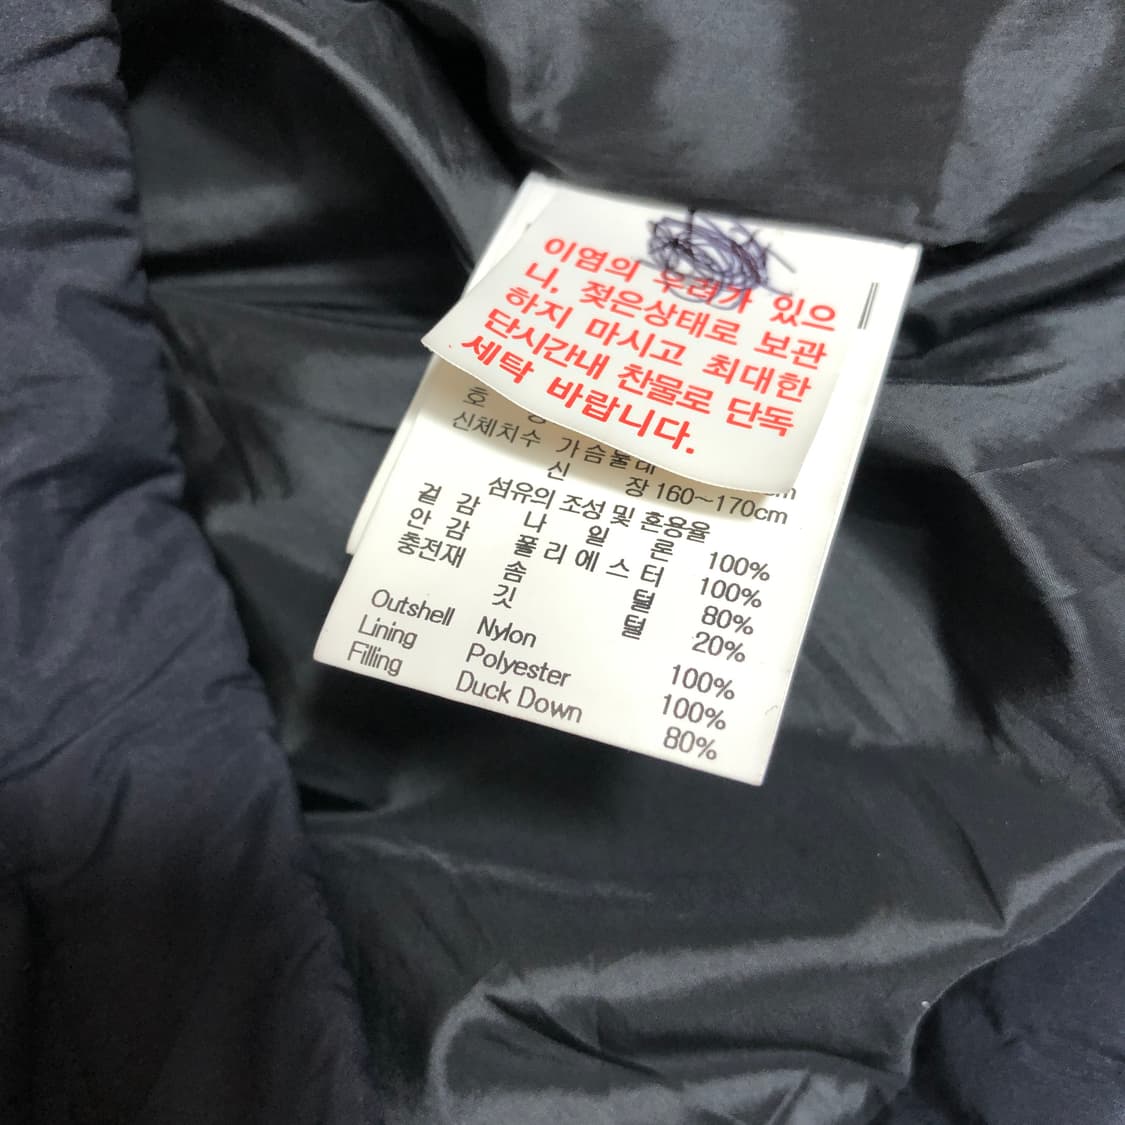 이염의 우려가 있으
니, 젖은상태로 보관
하지 마시고 최대한
단시간내 찬물로 단독
세탁 바랍니다.
호
신체치수 가슴둘레 cm
신 장 160~170cm
섬유의 조성 및 혼용율
겉 감 나 일 론 100%
안 감 폴 리 에 스 터 100%
충전재 솜 털 80%
깃 털 20%
Outshell Nylon 100%
Lining Polyester 100%
Filling Duck Down 80%